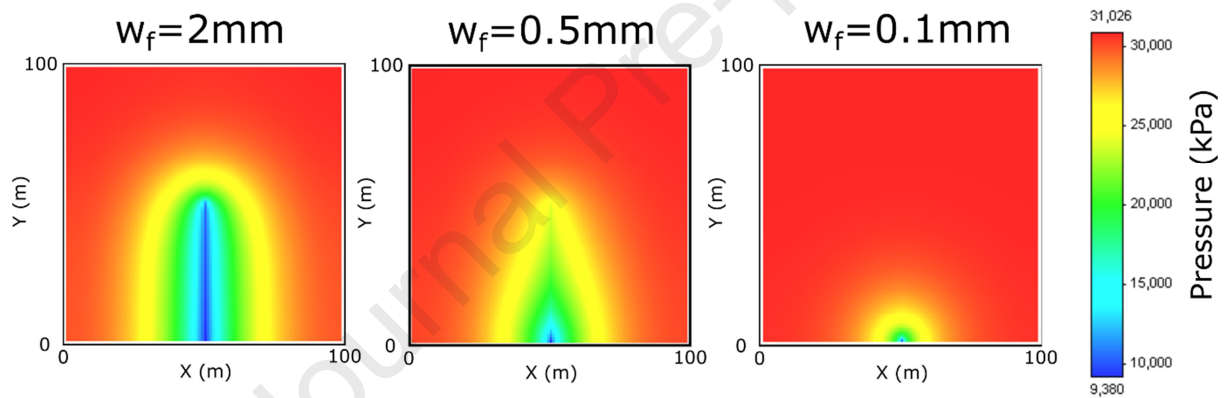 w_f=2mm
w_f=0.5mm
w_f=0.1mm
100
Y (m)
0
0
100
X (m)
100
Y (m)
0
0
100
X (m)
100
Y (m)
0
0
100
X (m)
31,026
30,000
25,000
20,000
15,000
10,000
9,380
Pressure (kPa)
Journal Pre-